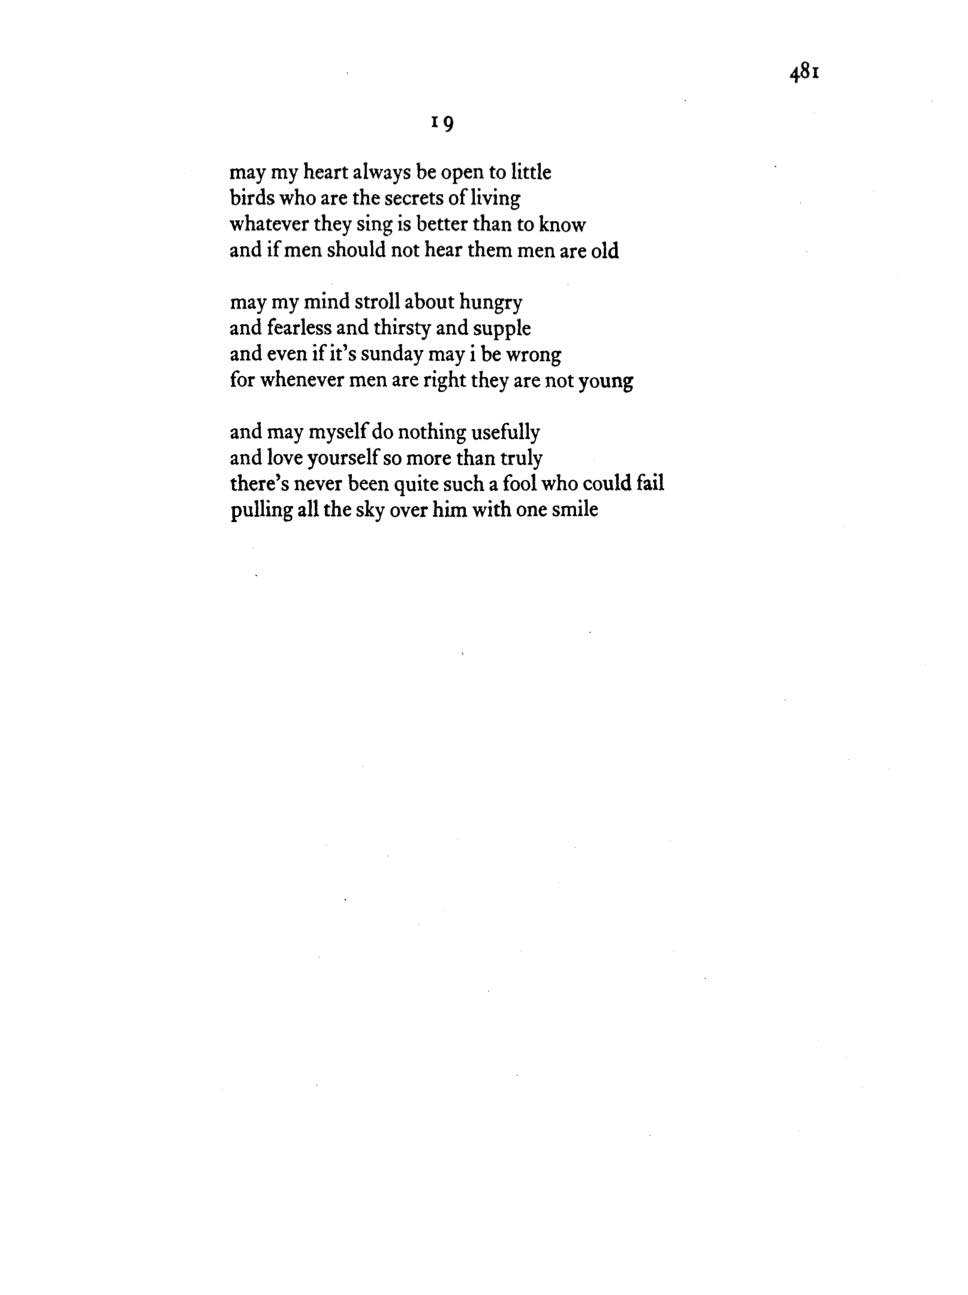 481
19
may my heart always be open to little
birds who are the secrets of living
whatever they sing is better than to know
and if men should not hear them men are old
may my mind stroll about hungry
and fearless and thirsty and supple
and even if it's sunday may i be wrong
for whenever men are right they are not young
and may myself do nothing usefully
and love yourself so more than truly
there's never been quite such a fool who could fail
pulling all the sky over him with one smile